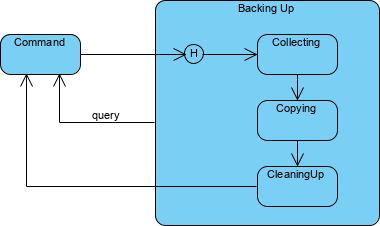 Backing Up
Command
H
Collecting
query
Copying
CleaningUp